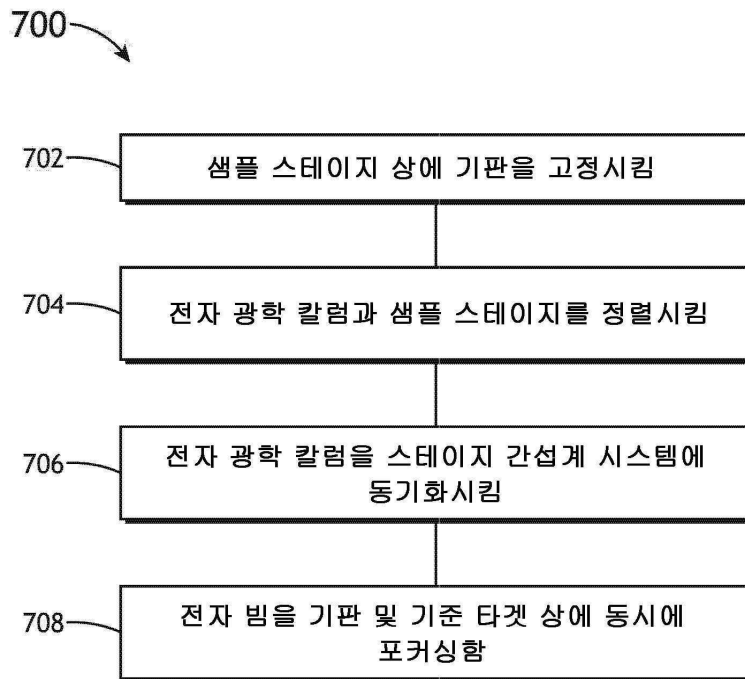 700
702
샘플 스테이지 상에 기판을 고정시킴
704
전자 광학 칼럼과 샘플 스테이지를 정렬시킴
706
전자 광학 칼럼을 스테이지 간섭계 시스템에
동기화시킴
708
전자 빔을 기판 및 기준 타겟 상에 동시에
포커싱함